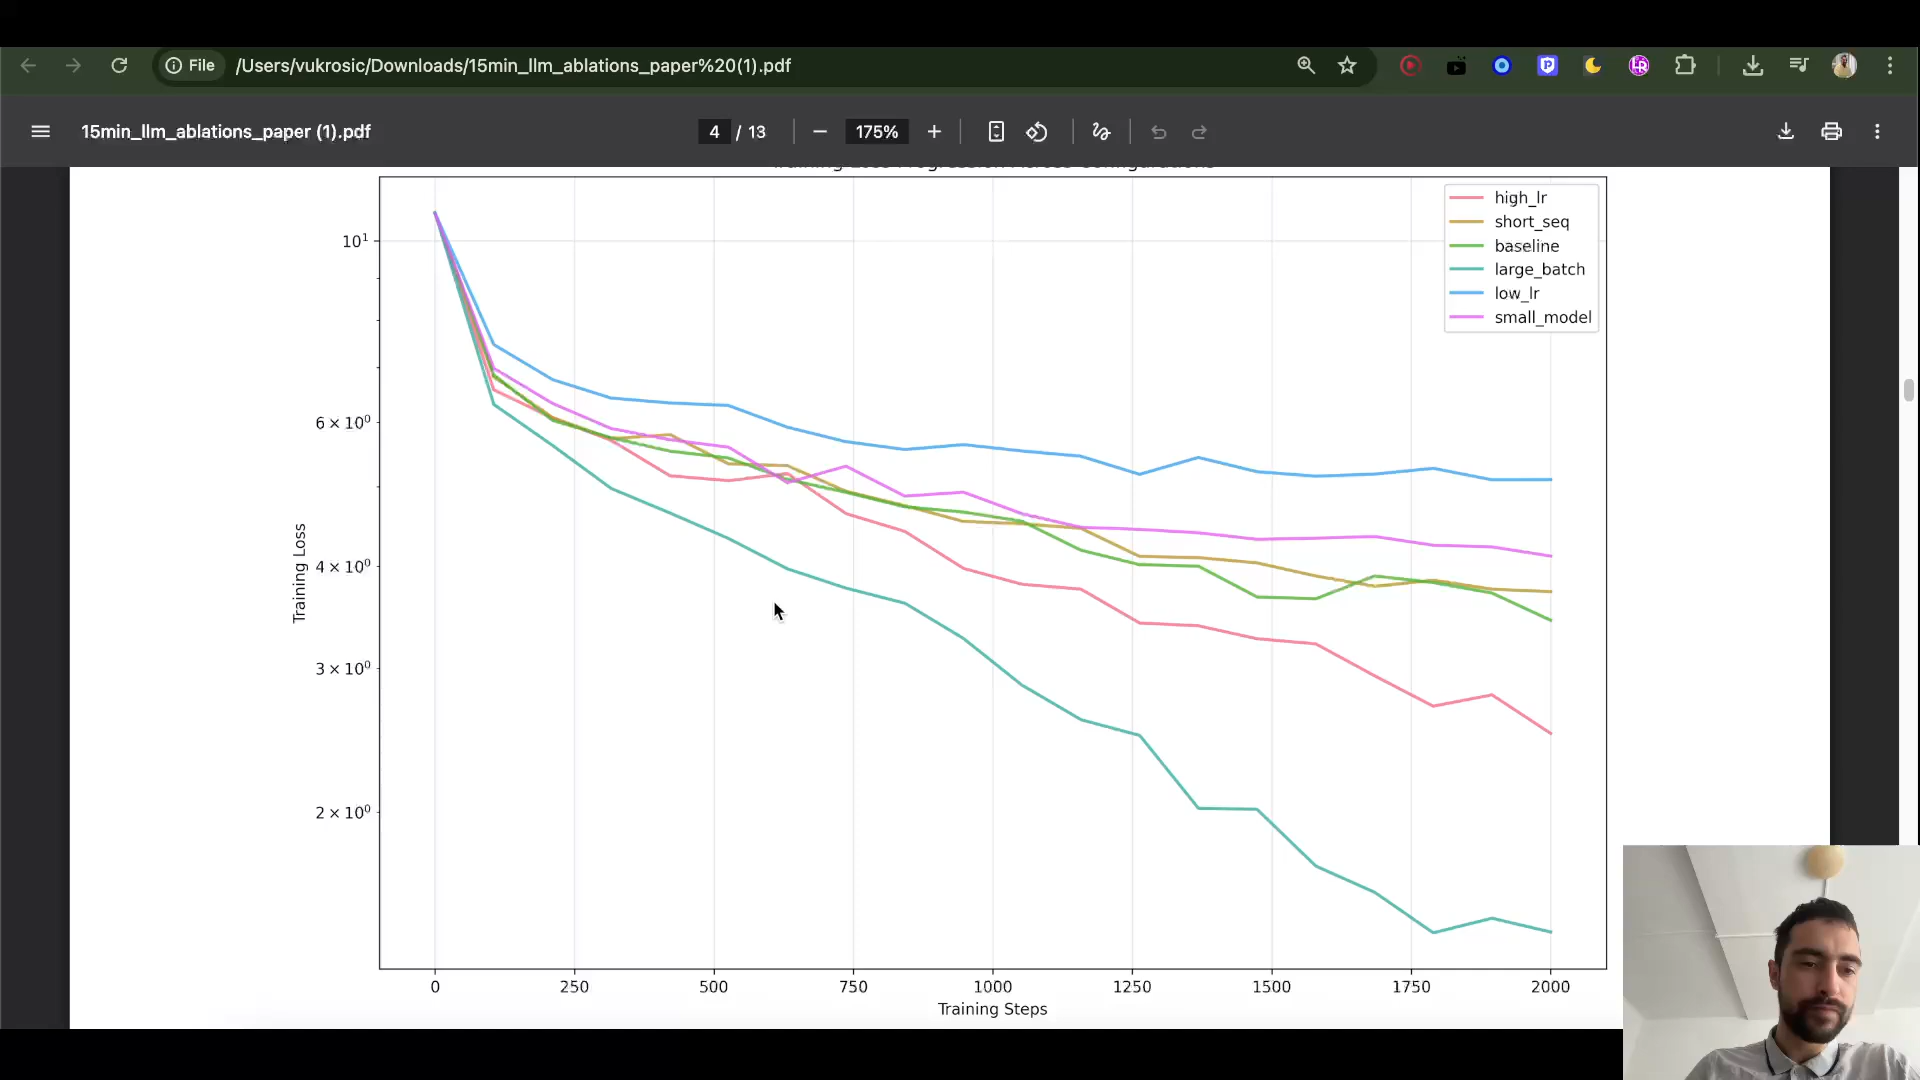 File
/Users/vukrosic/Downloads/15min_llm_ablations_paper%20(1).pdf
15min_llm_ablations_paper (1).pdf
4 / 13
175%
high_lr
short_seq
baseline
large_batch
low_lr
small_model
10¹
6 × 10⁰
4 × 10⁰
3 × 10⁰
2 × 10⁰
Training Loss
0 250 500 750 1000 1250 1500 1750 2000
Training Steps